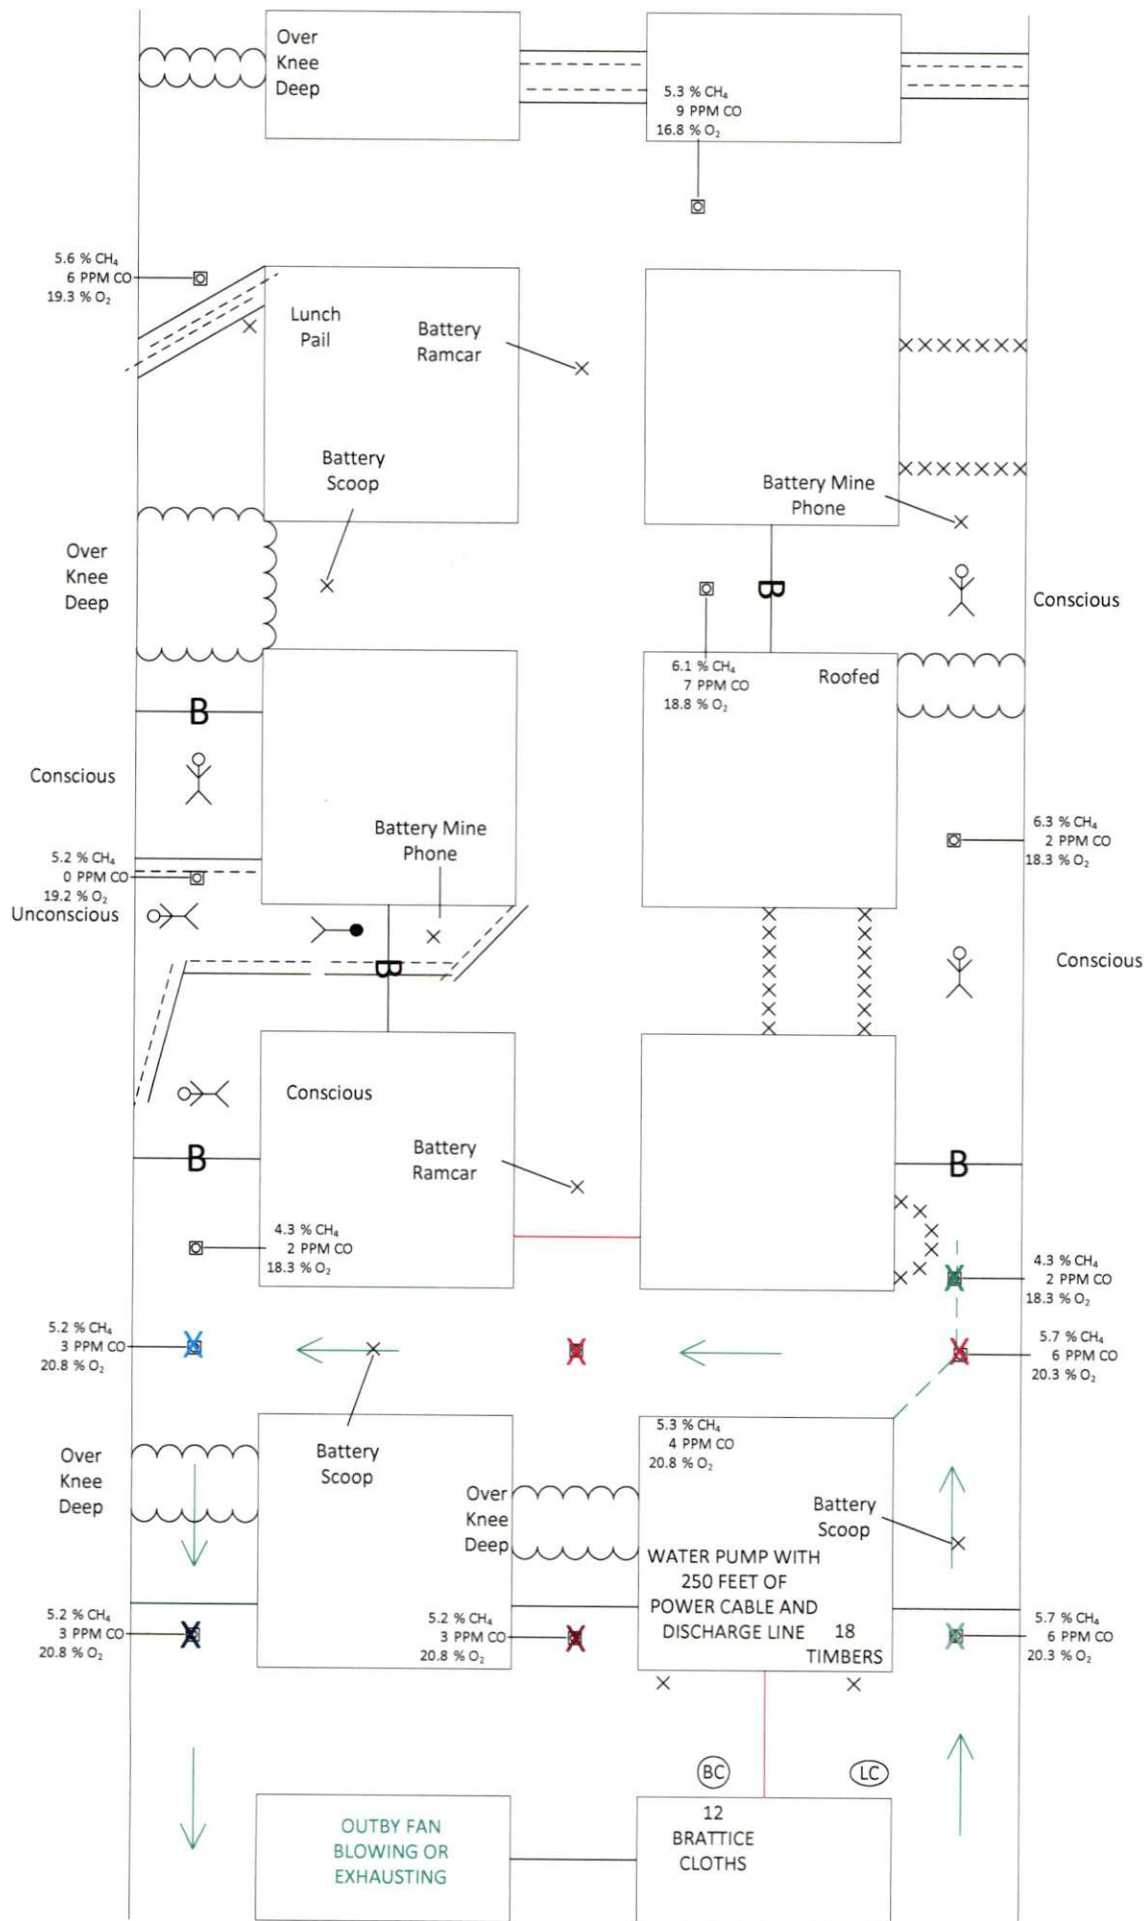 Over
Knee
Deep
5.3 % CH₄
9 PPM CO
16.8 % O₂
5.6 % CH₄
6 PPM CO
19.3 % O₂
Lunch
Pail
Battery
Ramcar
Battery
Scoop
Battery Mine
Phone
Over
Knee
Deep
Conscious
6.1 % CH₄
7 PPM CO
18.8 % O₂
Roofed
B
B
Conscious
Battery Mine
Phone
6.3 % CH₄
2 PPM CO
18.3 % O₂
5.2 % CH₄
0 PPM CO
19.2 % O₂
Unconscious
B
Conscious
Conscious
B
B
Battery
Ramcar
4.3 % CH₄
2 PPM CO
18.3 % O₂
4.3 % CH₄
2 PPM CO
18.3 % O₂
5.2 % CH₄
3 PPM CO
20.8 % O₂
5.7 % CH₄
6 PPM CO
20.3 % O₂
Over
Knee
Deep
Battery
Scoop
Over
Knee
Deep
5.3 % CH₄
4 PPM CO
20.8 % O₂
Battery
Scoop
WATER PUMP WITH
250 FEET OF
POWER CABLE AND
DISCHARGE LINE
18
TIMBERS
5.2 % CH₄
3 PPM CO
20.8 % O₂
5.2 % CH₄
3 PPM CO
20.8 % O₂
5.7 % CH₄
6 PPM CO
20.3 % O₂
BC
LC
OUTBY FAN
BLOWING OR
EXHAUSTING
12
BRATTICE
CLOTHS